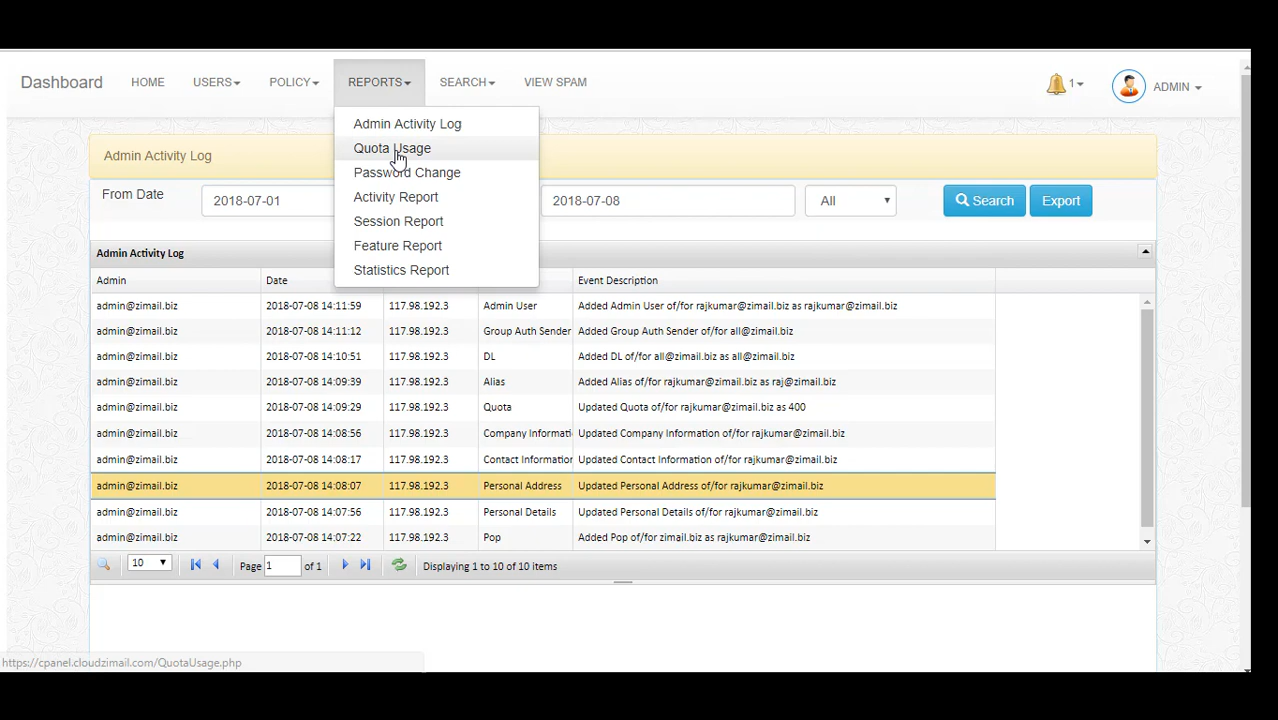 Dashboard HOME USERS POLICY REPORTS SEARCH VIEW SPAM 1 ADMIN
Admin Activity Log
Quota Usage
Password Change
Activity Report
Session Report
Feature Report
Statistics Report
Admin Activity Log
From Date 2018-07-01 2018-07-08 All Search Export
Admin Activity Log
Admin Date Event Description
admin@zimail.biz 2018-07-08 14:11:59 117.98.192.3 Admin User Added Admin User of/for rajkumar@zimail.biz as rajkumar@zimail.biz
admin@zimail.biz 2018-07-08 14:11:12 117.98.192.3 Group Auth Sender Added Group Auth Sender of/for all@zimail.biz
admin@zimail.biz 2018-07-08 14:10:51 117.98.192.3 DL Added DL of/for all@zimail.biz as all@zimail.biz
admin@zimail.biz 2018-07-08 14:09:39 117.98.192.3 Alias Added Alias of/for rajkumar@zimail.biz as raj@zimail.biz
admin@zimail.biz 2018-07-08 14:09:29 117.98.192.3 Quota Updated Quota of/for rajkumar@zimail.biz as 400
admin@zimail.biz 2018-07-08 14:08:56 117.98.192.3 Company Informati Updated Company Information of/for rajkumar@zimail.biz
admin@zimail.biz 2018-07-08 14:08:17 117.98.192.3 Contact Information Updated Contact Information of/for rajkumar@zimail.biz
admin@zimail.biz 2018-07-08 14:08:07 117.98.192.3 Personal Address Updated Personal Address of/for rajkumar@zimail.biz
admin@zimail.biz 2018-07-08 14:07:56 117.98.192.3 Personal Details Updated Personal Details of/for rajkumar@zimail.biz
admin@zimail.biz 2018-07-08 14:07:22 117.98.192.3 Pop Added Pop of/for zimail.biz as rajkumar@zimail.biz
10 Page 1 of 1 Displaying 1 to 10 of 10 items
https://cpanel.cloudzimail.com/QuotaUsage.php